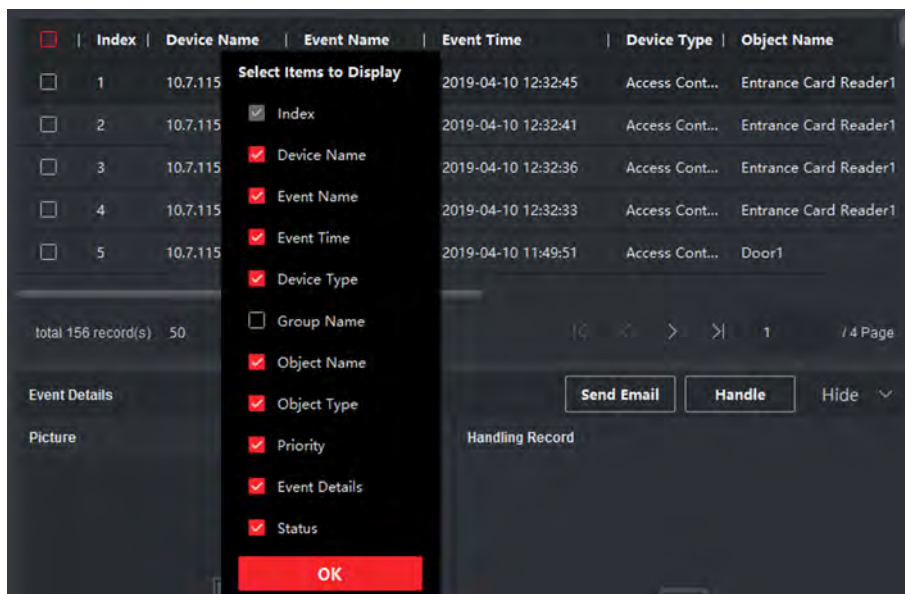 Index Device Name Event Name Event Time Device Type Object Name
Select Items to Display
1 10.7.115 2019-04-10 12:32:45 Access Cont... Entrance Card Reader1
Index
2 10.7.115 2019-04-10 12:32:41 Access Cont... Entrance Card Reader1
Device Name
3 10.7.115 2019-04-10 12:32:36 Access Cont... Entrance Card Reader1
Event Name
4 10.7.115 2019-04-10 12:32:33 Access Cont... Entrance Card Reader1
Event Time
5 10.7.115 2019-04-10 11:49:51 Access Cont... Door1
Device Type
Group Name
total 156 record(s) 50 1 / 4 Page
Object Name
Event Details Send Email Handle Hide
Object Type
Picture Handling Record
Priority
Event Details
Status
OK